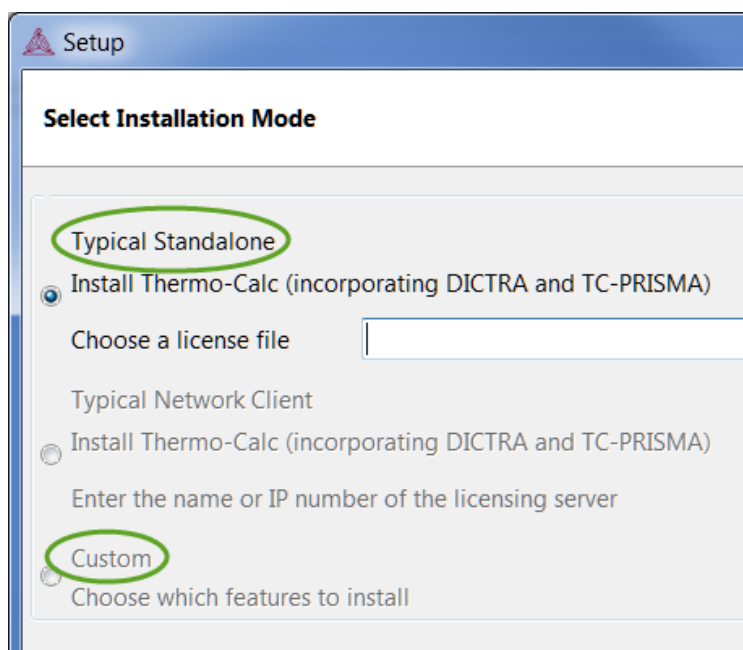 Setup
Select Installation Mode
Typical Standalone
Install Thermo-Calc (incorporating DICTRA and TC-PRISMA)
Choose a license file
Typical Network Client
Install Thermo-Calc (incorporating DICTRA and TC-PRISMA)
Enter the name or IP number of the licensing server
Custom
Choose which features to install